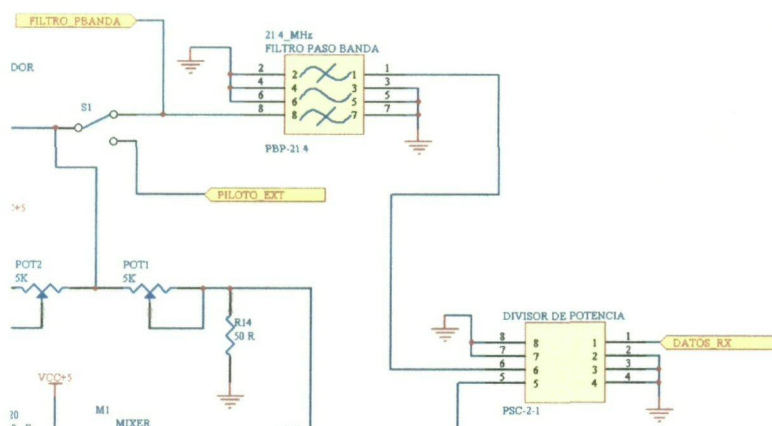 FILTRO_PBANDA
21 4_MHz
FILTRO PASO BANDA
DOR
2 2 1 1
4 4 3 3
6 6 5 5
8 8 7 7
S1
PBP-21 4
PILOTO_EXT
C+5
POT2
5K
POT1
5K
R14
50 R
DIVISOR DE POTENCIA
8 8 1 1
7 7 2 2
6 6 3 3
5 5 4 4
DATOS_RX
PSC-2-1
VCC+5
20
M1
MIXER